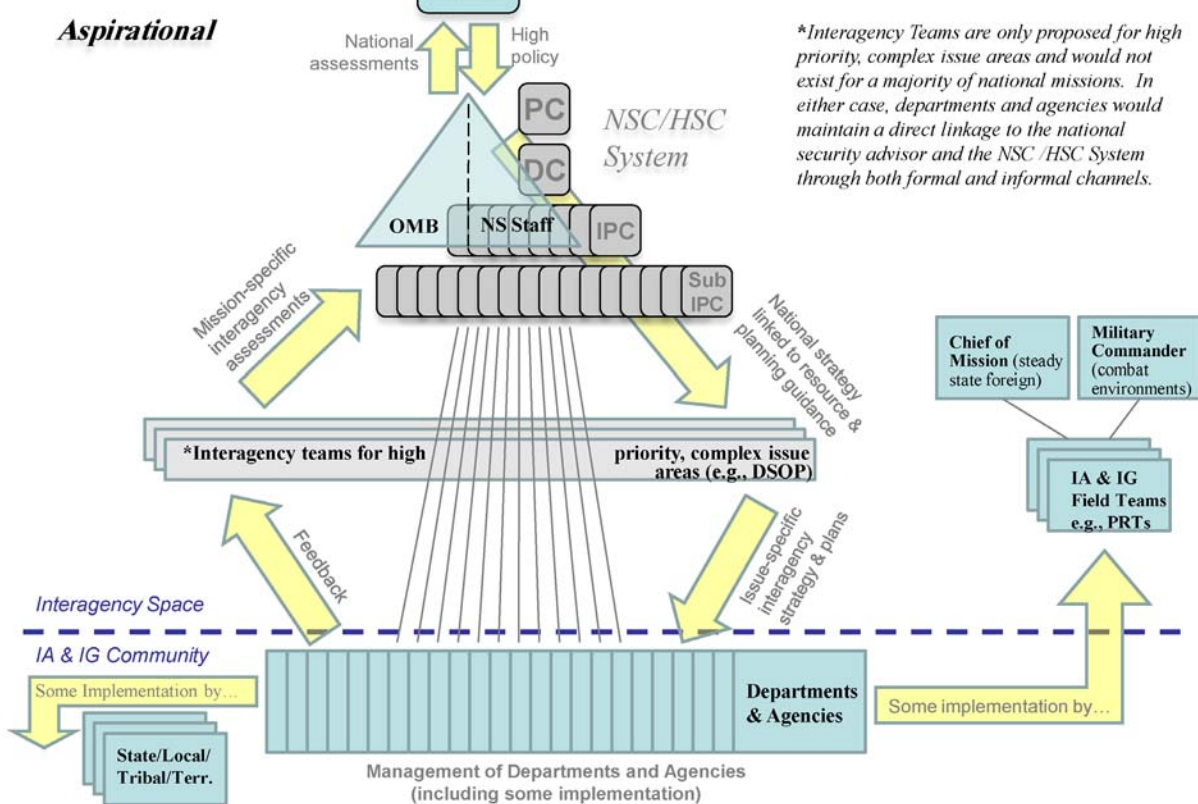 Aspirational
National
assessments
High
policy
*Interagency Teams are only proposed for high
priority, complex issue areas and would not
exist for a majority of national missions. In
either case, departments and agencies would
maintain a direct linkage to the national
security advisor and the NSC /HSC System
through both formal and informal channels.
PC
DC
NSC/HSC
System
OMB
NS Staff
IPC
Sub
IPC
Mission-specific
interagency
assessments
National strategy
linked to resource &
planning guidance
Chief of
Mission (steady
state foreign)
Military
Commander
(combat
environments)
*Interagency teams for high
priority, complex issue
areas (e.g., DSOP)
IA & IG
Field Teams
e.g., PRTs
Feedback
Issue-specific
interagency
strategy & plans
Interagency Space
IA & IG Community
Some Implementation by…
State/Local/
Tribal/Terr.
Departments
& Agencies
Some implementation by…
Management of Departments and Agencies
(including some implementation)